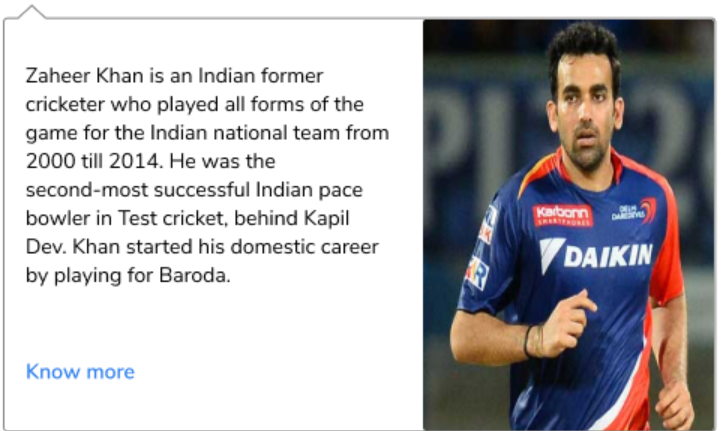 Zaheer Khan is an Indian former
cricketer who played all forms of the
game for the Indian national team from
2000 till 2014. He was the
second-most successful Indian pace
bowler in Test cricket, behind Kapil
Dev. Khan started his domestic career
by playing for Baroda.
Know more
Karbonn
SMARTPHONES
DELHI
DAREDEVILS
DAIKIN